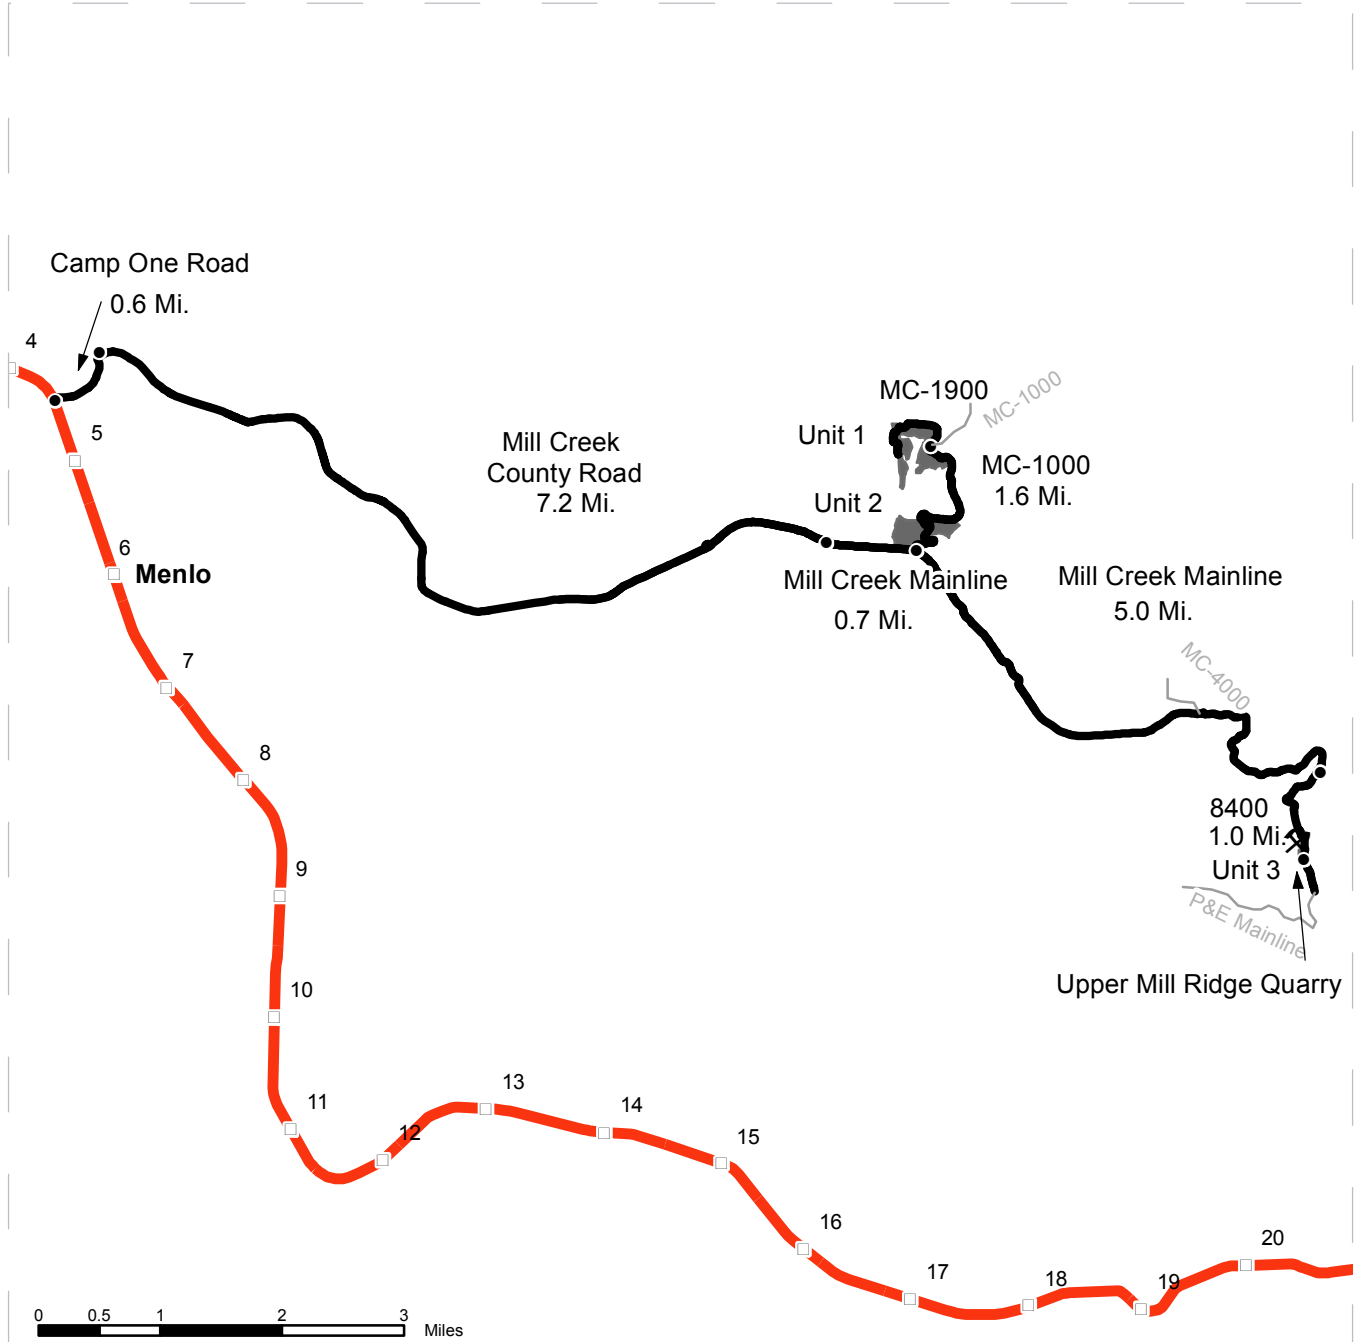 Camp One Road
0.6 Mi.
4
MC-1900
MC-1000
5
Unit 1
Mill Creek
County Road
7.2 Mi.
MC-1000
1.6 Mi.
Unit 2
6
Menlo
Mill Creek Mainline
0.7 Mi.
Mill Creek Mainline
5.0 Mi.
7
MC-4000
8
8400
1.0 Mi.
Unit 3
9
P&E Mainline
Upper Mill Ridge Quarry
10
11
12
13
14
15
16
17
18
19
20
0 0.5 1 2 3
Miles